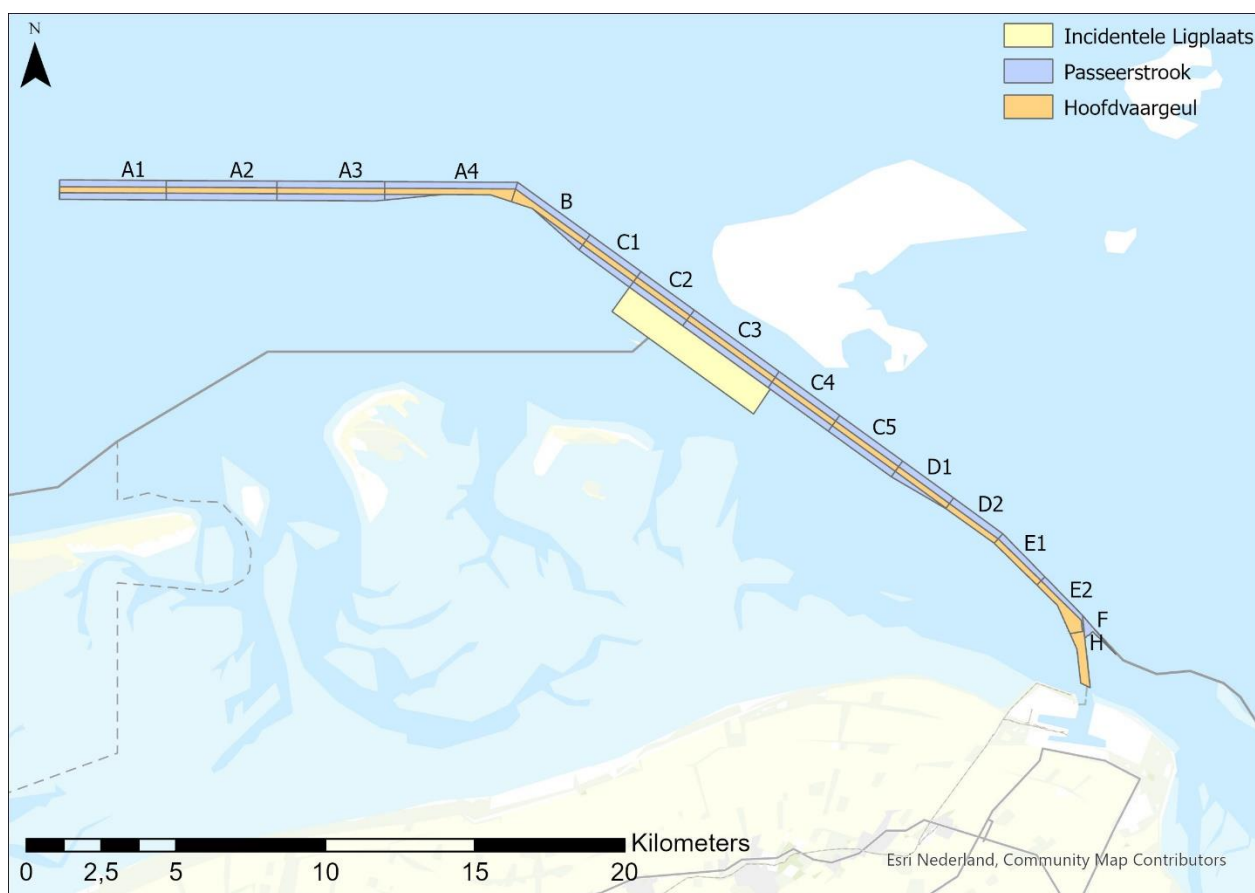 N
Incidentele Ligplaats
Passeerstrook
Hoofdvaargeul
A1 A2 A3 A4
B
C1
C2
C3
C4
C5
D1
D2
E1
E2
F
H
Kilometers
0 2,5 5 10 15 20
Esri Nederland, Community Map Contributors